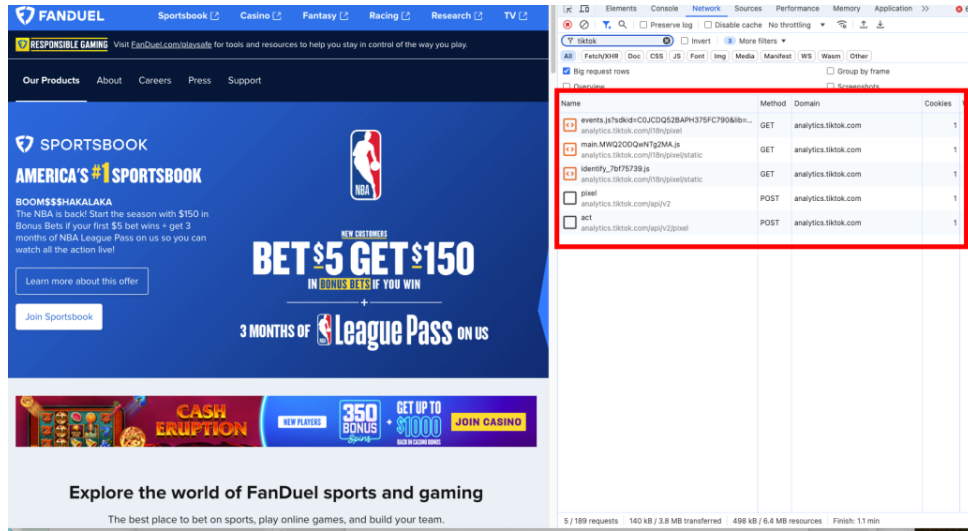 FANDUEL
Sportsbook
Casino
Fantasy
Racing
Research
TV
RESPONSIBLE GAMING Visit FanDuel.com/playsafe for tools and resources to help you stay in control of the way you play.
Our Products
About
Careers
Press
Support
SPORTSBOOK
AMERICA'S #1 SPORTSBOOK
BOOM$$$HAKALAKA
The NBA is back! Start the season with $150 in
Bonus Bets if your first $5 bet wins + get 3
months of NBA League Pass on us so you can
watch all the action live!
Learn more about this offer
Join Sportsbook
NBA
NEW CUSTOMERS
BET $5 GET $150
IN BONUS BETS IF YOU WIN
3 MONTHS OF League Pass ON US
CASH
ERUPTION
NEW PLAYERS
350
BONUS
Spins
+
GET UP TO
$1000
BACK IN CASINO BONUS
JOIN CASINO
Explore the world of FanDuel sports and gaming
The best place to bet on sports, play online games, and build your team.
Elements
Console
Network
Sources
Performance
Memory
Application
Preserve log
Disable cache
No throttling
tiktok
Invert
3 More filters
All
Fetch/XHR
Doc
CSS
JS
Font
Img
Media
Manifest
WS
Wasm
Other
Big request rows
Group by frame
Overview
Screenshots
Name Method Domain Cookies
events.js?sdkid=C0JCDQ52BAPH375FC790&lib=... GET analytics.tiktok.com 1
analytics.tiktok.com/i18n/pixel
main.MWQ2ODQwNTg2MA.js GET analytics.tiktok.com 1
analytics.tiktok.com/i18n/pixel/static
identify_7bf75739.js GET analytics.tiktok.com 1
analytics.tiktok.com/i18n/pixel/static
pixel POST analytics.tiktok.com 1
analytics.tiktok.com/api/v2
act POST analytics.tiktok.com 1
analytics.tiktok.com/api/v2/pixel
5 / 189 requests
140 kB / 3.8 MB transferred
498 kB / 6.4 MB resources
Finish: 1.1 min